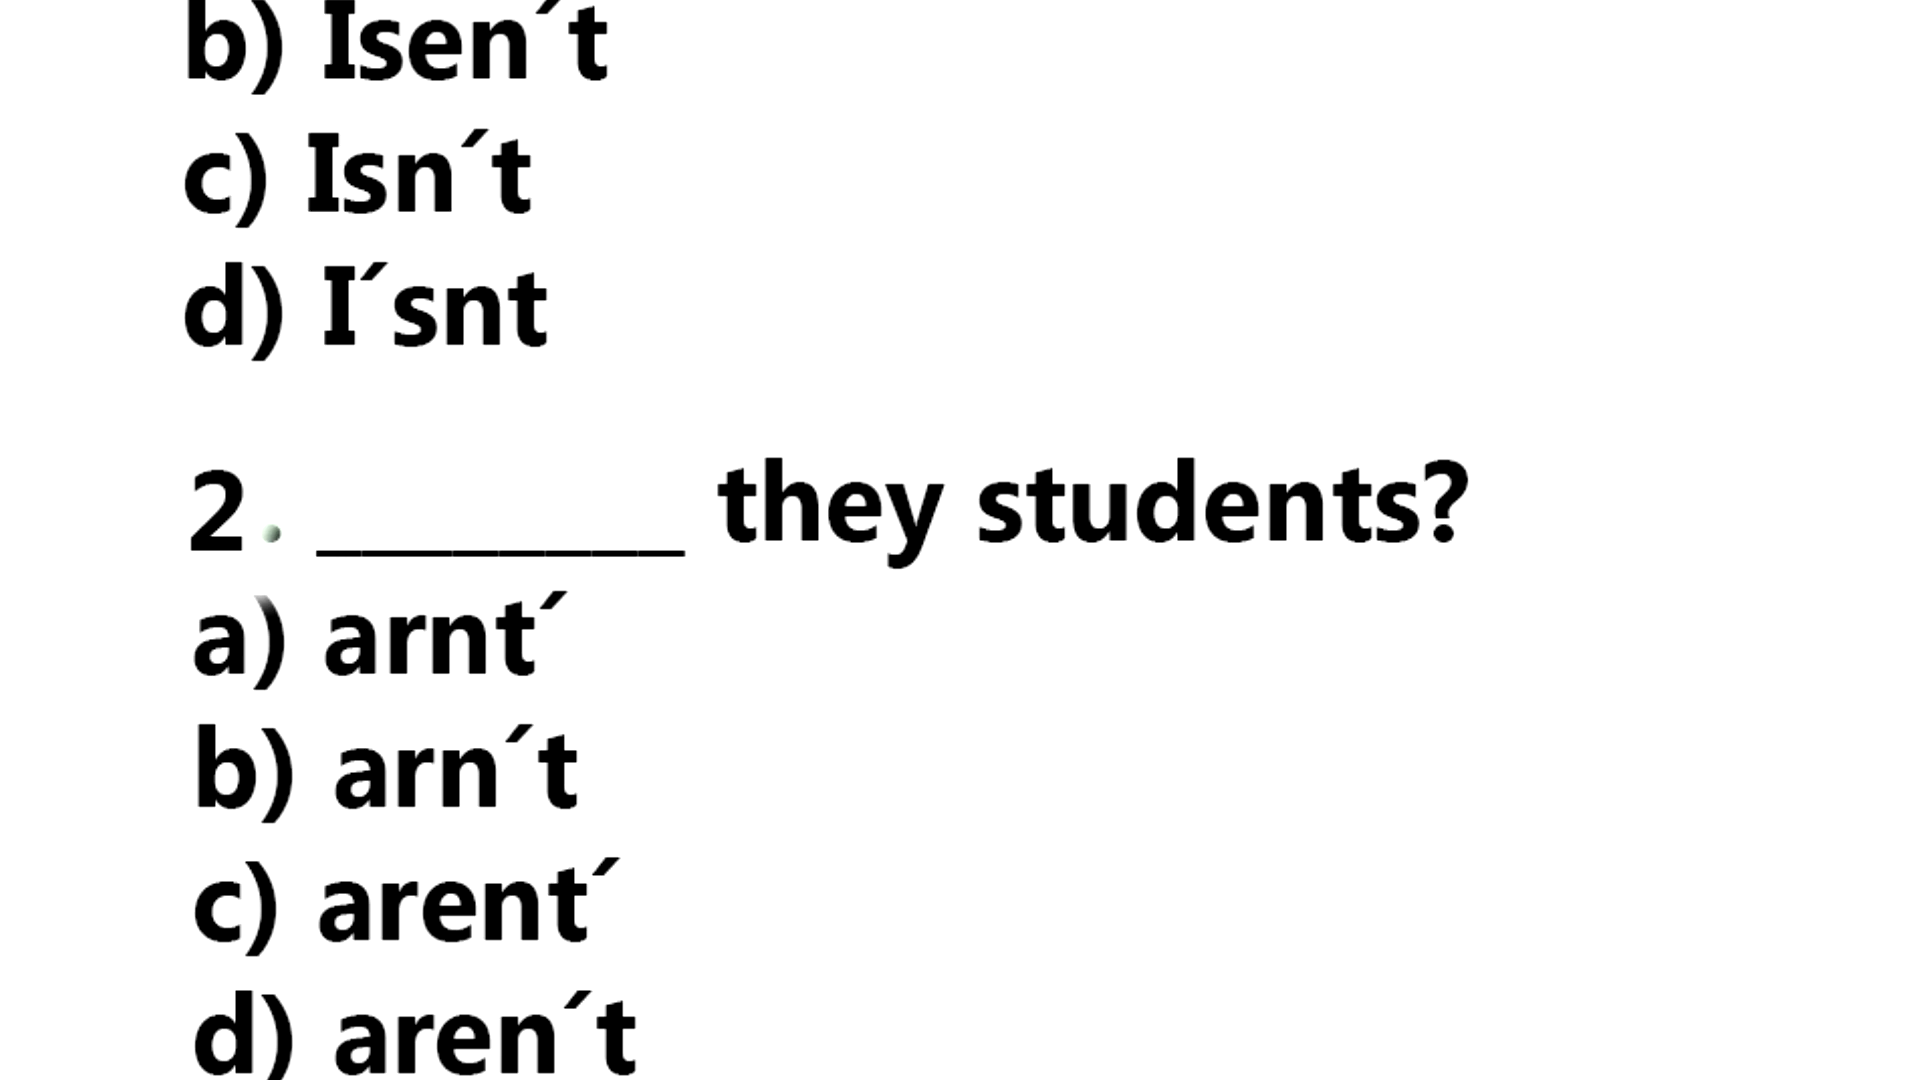 b) Isen´t
c) Isn´t
d) I´snt
2. ________ they students?
a) arnt´
b) arn´t
c) arent´
d) aren´t